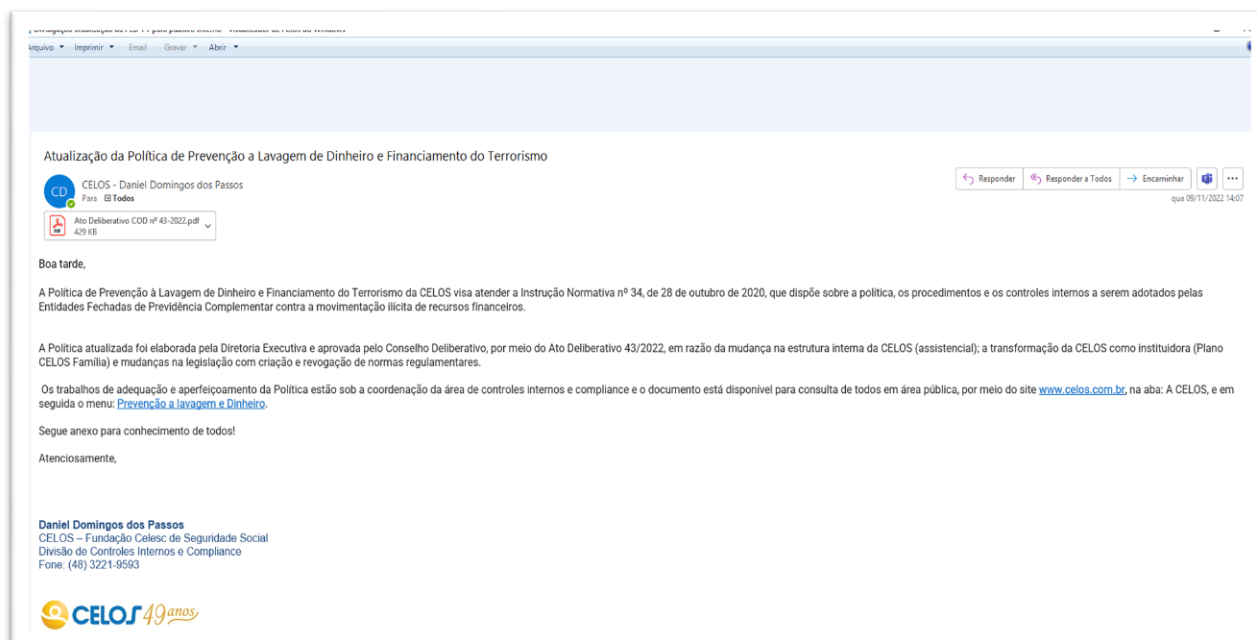 Arquivo Imprimir Email Gravar Abrir
Atualização da Política de Prevenção a Lavagem de Dinheiro e Financiamento do Terrorismo
CD
CELOS - Daniel Domingos dos Passos
Para Todos
Responder Responder a Todos Encaminhar
qua 09/11/2022 14:07
Ato Deliberativo COD nº 43-2022.pdf
429 KB
Boa tarde,
A Política de Prevenção à Lavagem de Dinheiro e Financiamento do Terrorismo da CELOS visa atender a Instrução Normativa nº 34, de 28 de outubro de 2020, que dispõe sobre a política, os procedimentos e os controles internos a serem adotados pelas
Entidades Fechadas de Previdência Complementar contra a movimentação ilícita de recursos financeiros.
A Política atualizada foi elaborada pela Diretoria Executiva e aprovada pelo Conselho Deliberativo, por meio do Ato Deliberativo 43/2022, em razão da mudança na estrutura interna da CELOS (assistencial); a transformação da CELOS como instituidora (Plano
CELOS Família) e mudanças na legislação com criação e revogação de normas regulamentares.
Os trabalhos de adequação e aperfeiçoamento da Política estão sob a coordenação da área de controles internos e compliance e o documento está disponível para consulta de todos em área pública, por meio do site www.celos.com.br, na aba: A CELOS, e em
seguida o menu: Prevenção a lavagem e Dinheiro.
Segue anexo para conhecimento de todos!
Atenciosamente,
Daniel Domingos dos Passos
CELOS – Fundação Celesc de Seguridade Social
Divisão de Controles Internos e Compliance
Fone: (48) 3221-9593
CELOS 49 anos